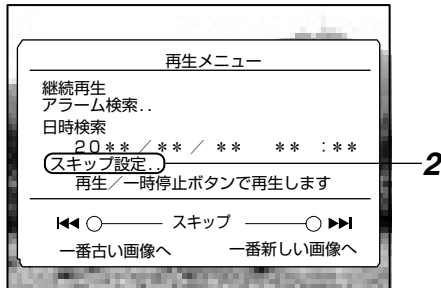 再生メニュー
継続再生
アラーム検索..
日時検索
20** /** / ** ** :**
スキップ設定..
2
再生／一時停止ボタンで再生します
スキップ
一番古い画像へ 一番新しい画像へ